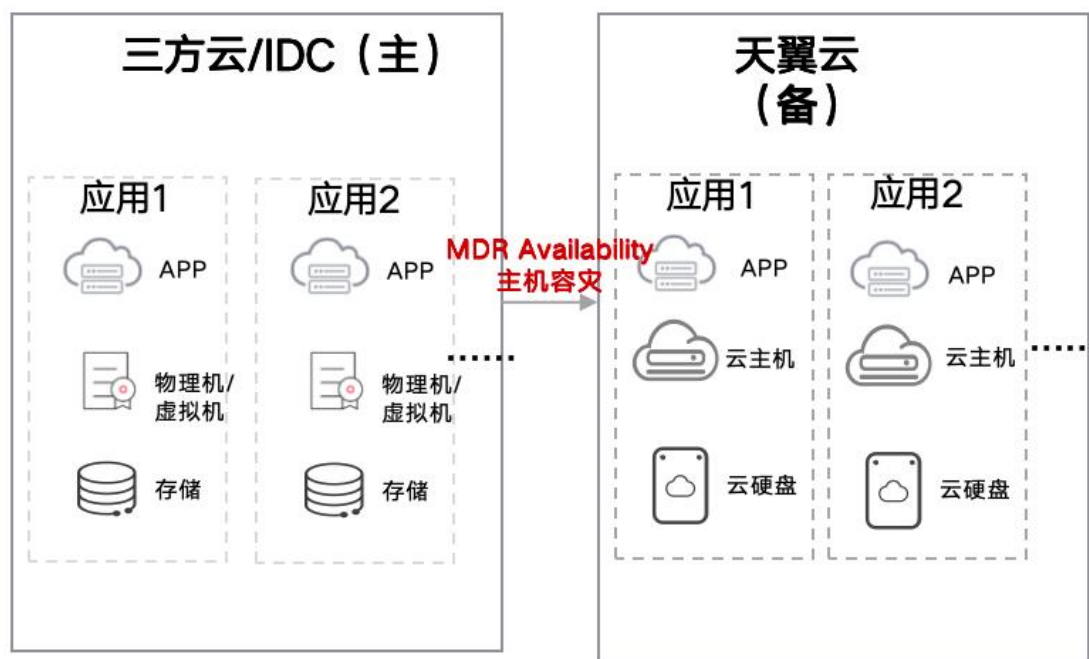 三方云/IDC（主）
应用1
APP
物理机/
虚拟机
存储
应用2
APP
物理机/
虚拟机
存储
······
MDR Availability
主机容灾
天翼云
（备）
应用1
APP
云主机
云硬盘
应用2
APP
云主机
云硬盘
······